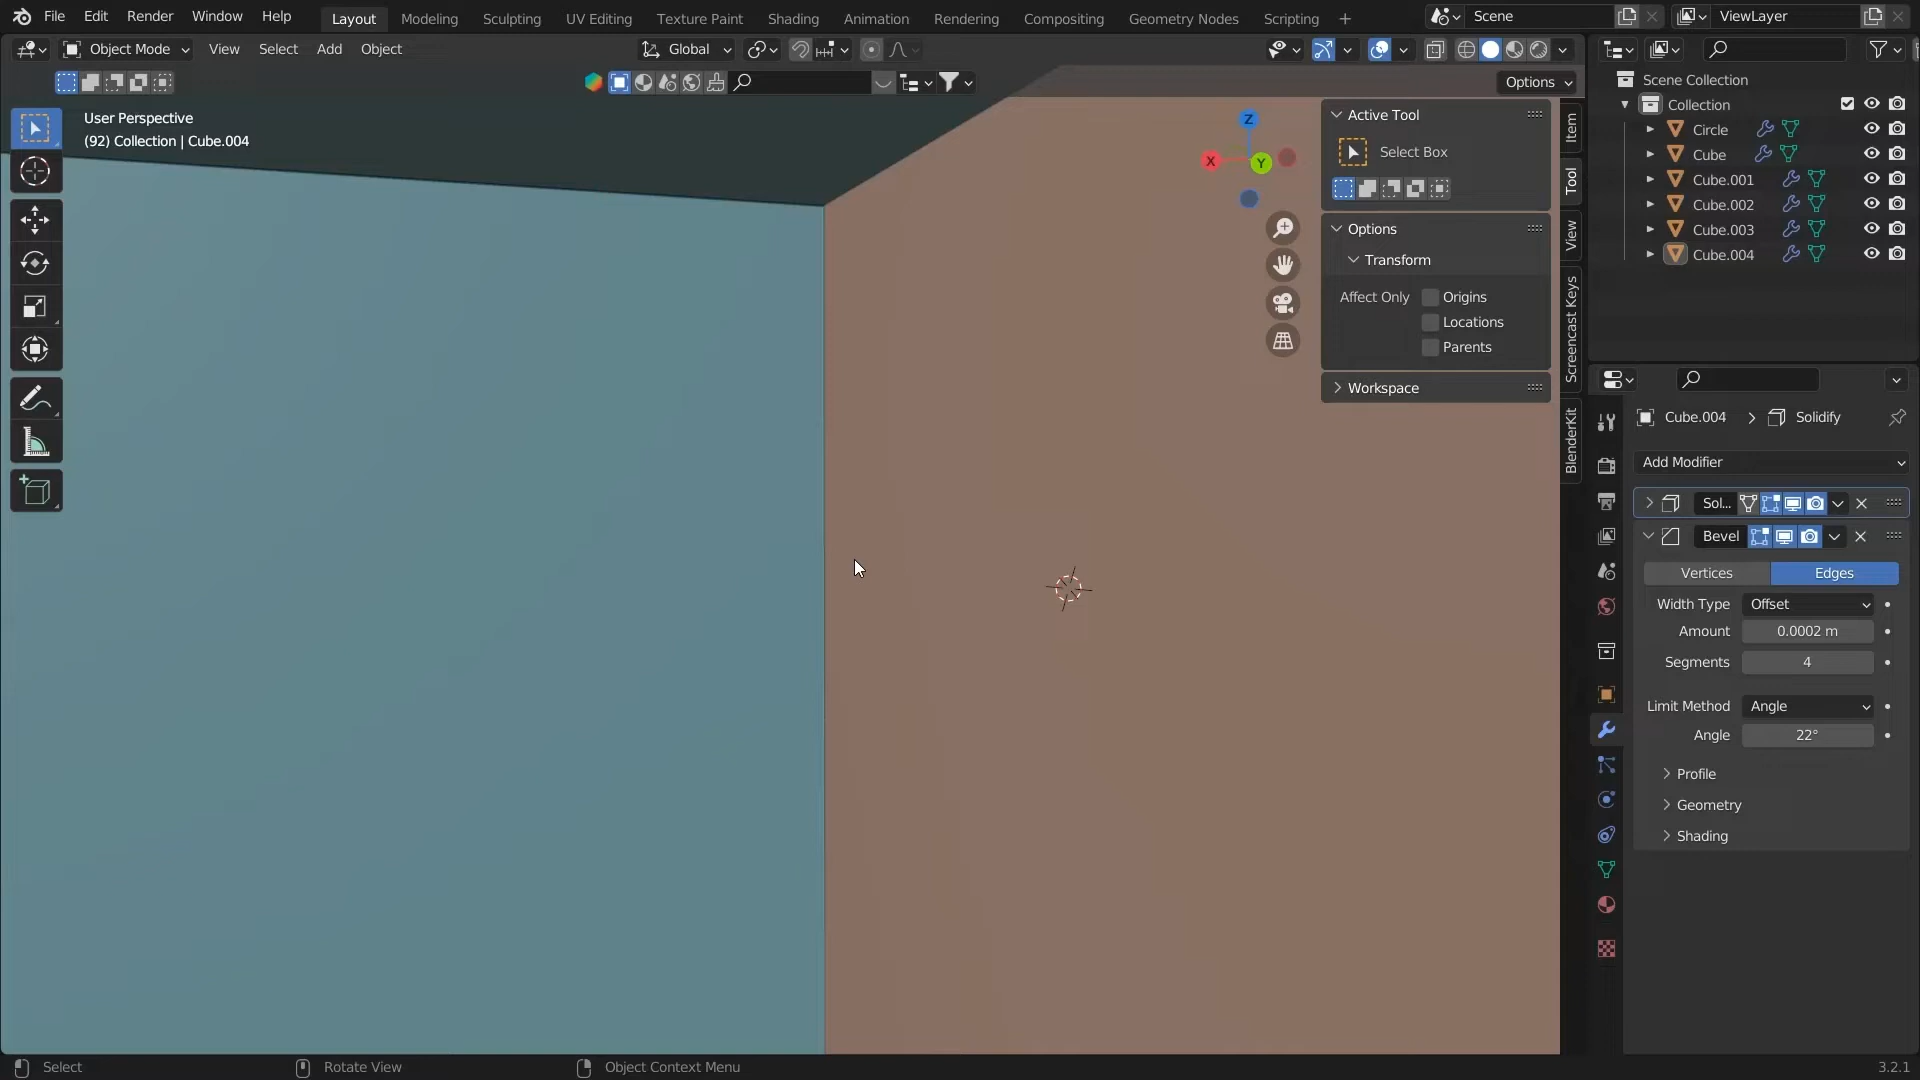 File Edit Render Window Help
Layout Modeling Sculpting UV Editing Texture Paint Shading Animation Rendering Compositing Geometry Nodes Scripting +
Scene
ViewLayer
Object Mode View Select Add Object
Global
Options
User Perspective
(92) Collection | Cube.004
Z
X
Y
Active Tool
Select Box
Options
Transform
Affect Only Origins
Locations
Parents
Workspace
Item
Tool
View
Screencast Keys
BlenderKit
Scene Collection
Collection
Circle
Cube
Cube.001
Cube.002
Cube.003
Cube.004
Cube.004 > Solidify
Add Modifier
Sol...
Bevel
Vertices Edges
Width Type Offset
Amount 0.0002 m
Segments 4
Limit Method Angle
Angle 22°
Profile
Geometry
Shading
Select
Rotate View
Object Context Menu
3.2.1